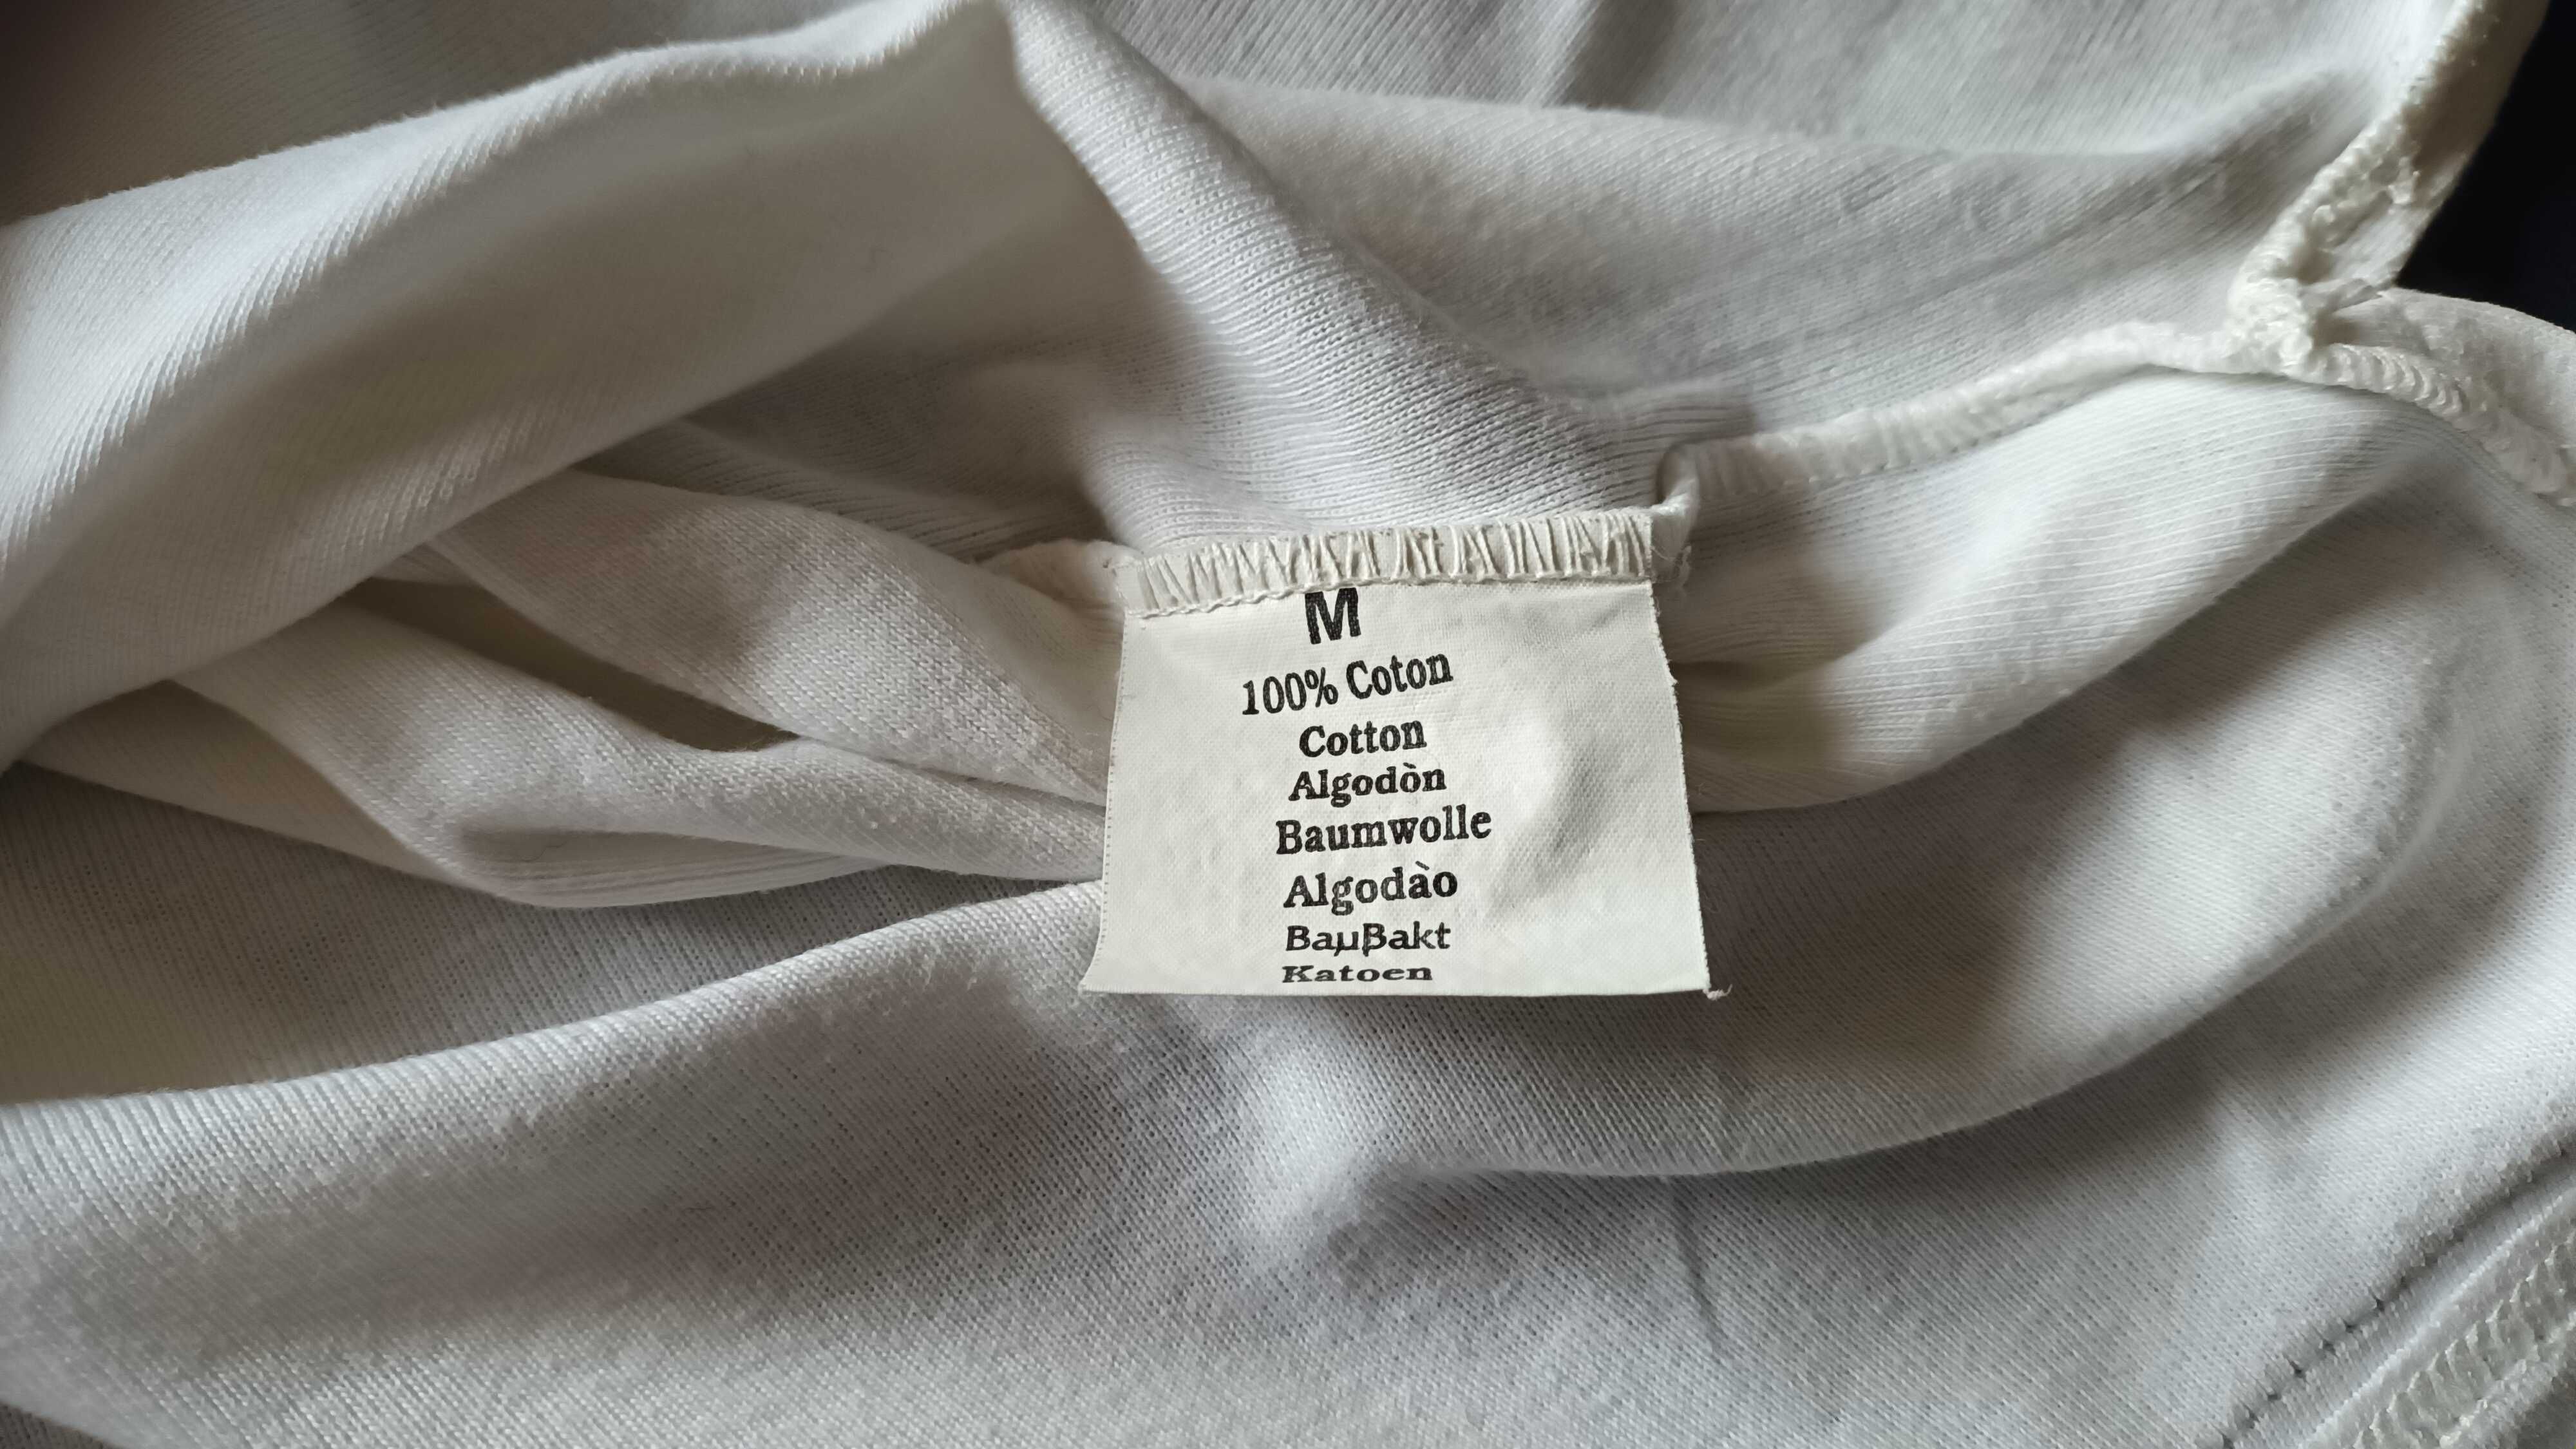 M
100% Coton
Cotton
Algodòn
Baumwolle
Algodào
BaμβaKt
Katoen